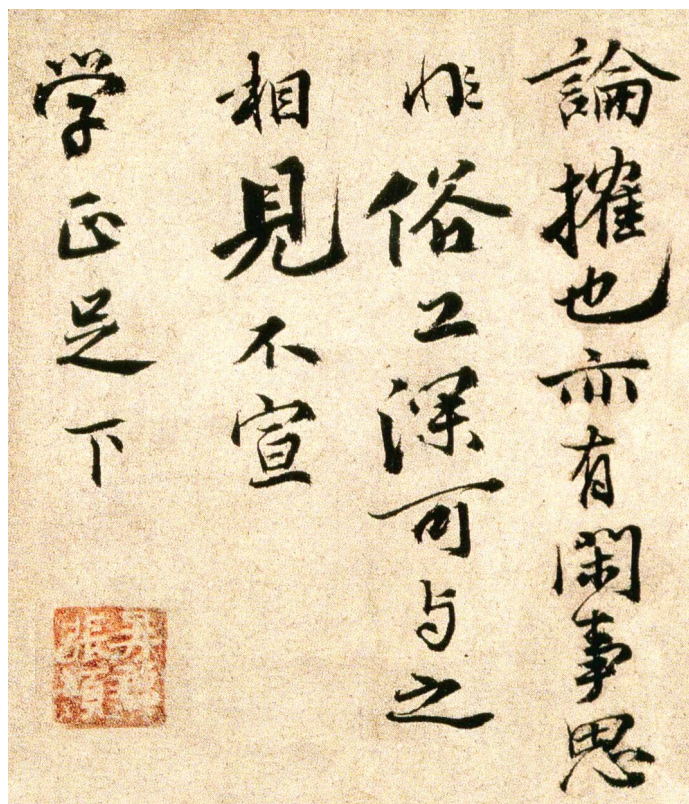 論搉也亦有閑事思
非俗工深可与之
相見不宣
学正足下